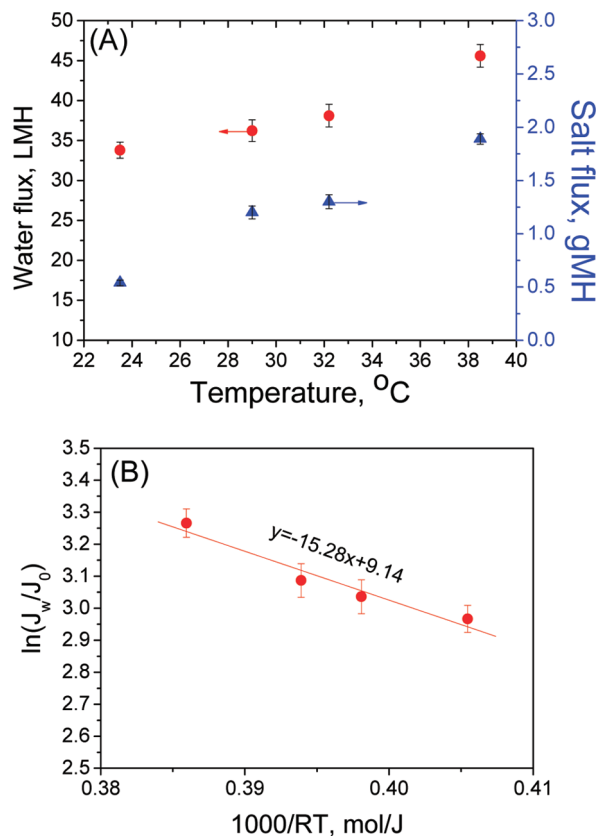 (A)
50
45
40
35
30
25
20
15
10
Water flux, LMH
3.0
2.5
2.0
1.5
1.0
0.5
0.0
Salt flux, gMH
22 24 26 28 30 32 34 36 38 40
Temperature, °C
(B)
3.5
3.4
3.3
3.2
3.1
3.0
2.9
2.8
2.7
2.6
2.5
ln(J_w/J_0)
y=-15.28x+9.14
0.38 0.39 0.40 0.41
1000/RT, mol/J